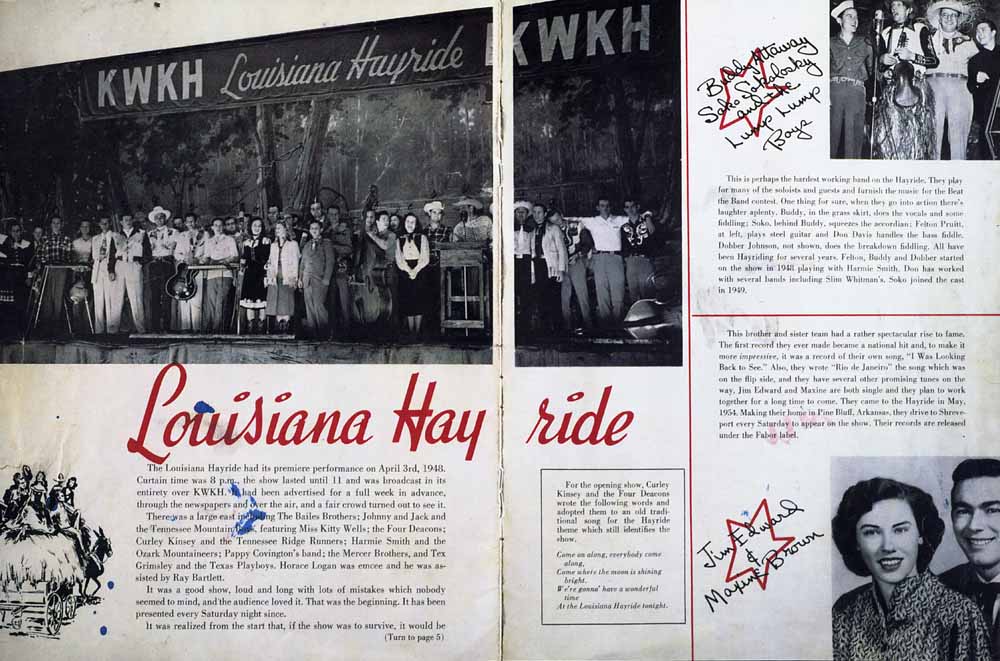 KWKH Louisiana Hayride KWKH
Louisiana Hay ride
The Louisiana Hayride had its premiere performance on April 3rd, 1948.
Curtain time was 8 p.m., the show lasted until 11 and was broadcast in its
entirety over KWKH. It had been advertised for a full week in advance,
through the newspapers and over the air, and a fair crowd turned out to see it.
There was a large cast including The Bailes Brothers; Johnny and Jack and
the Tennessee Mountain featuring Miss Kitty Wells; the Four Deacons;
Curley Kinsey and the Tennessee Ridge Runners; Harmie Smith and the
Ozark Mountaineers; Pappy Covington's band; the Mercer Brothers, and Tex
Grimsley and the Texas Playboys. Horace Logan was emcee and he was as-
sisted by Ray Bartlett.
It was a good show, loud and long with lots of mistakes which nobody
seemed to mind, and the audience loved it. That was the beginning. It has been
presented every Saturday night since.
It was realized from the start that, if the show was to survive, it would be
(Turn to page 5)
For the opening show, Curley
Kinsey and the Four Deacons
wrote the following words and
adopted them to an old tradi-
tional song for the Hayride
theme which still identifies the
show.
Come on along, everybody come
along,
Come where the moon is shining
bright.
We're gonna' have a wonderful
time
At the Louisiana Hayride tonight.
Buddy Attaway
Soko Sokolosky
and the
Lump Lump
Boys
This is perhaps the hardest working band on the Hayride. They play
for many of the soloists and guests and furnish the music for the Beat
the Band contest. One thing for sure, when they go into action there's
laughter aplenty. Buddy, in the grass skirt, does the vocals and some
fiddling; Soko, behind Buddy, squeezes the accordian; Felton Pruitt,
at left, plays steel guitar and Don Davis handles the bass fiddle.
Dobber Johnson, not shown, does the breakdown fiddling. All have
been Hayriding for several years. Felton, Buddy and Dobber started
on the show in 1948 playing with Harmie Smith. Don has worked
with several bands including Slim Whitman's. Soko joined the cast
in 1949.
This brother and sister team had a rather spectacular rise to fame.
The first record they ever made became a national hit and, to make it
more impressive, it was a record of their own song, "I Was Looking
Back to See." Also, they wrote "Rio de Janeiro" the song which was
on the flip side, and they have several other promising tunes on the
way. Jim Edward and Maxine are both single and they plan to work
together for a long time to come. They came to the Hayride in May,
1954. Making their home in Pine Bluff, Arkansas, they drive to Shreve-
port every Saturday to appear on the show. Their records are released
under the Fabor label.
Jim Edward
&
Maxine Brown